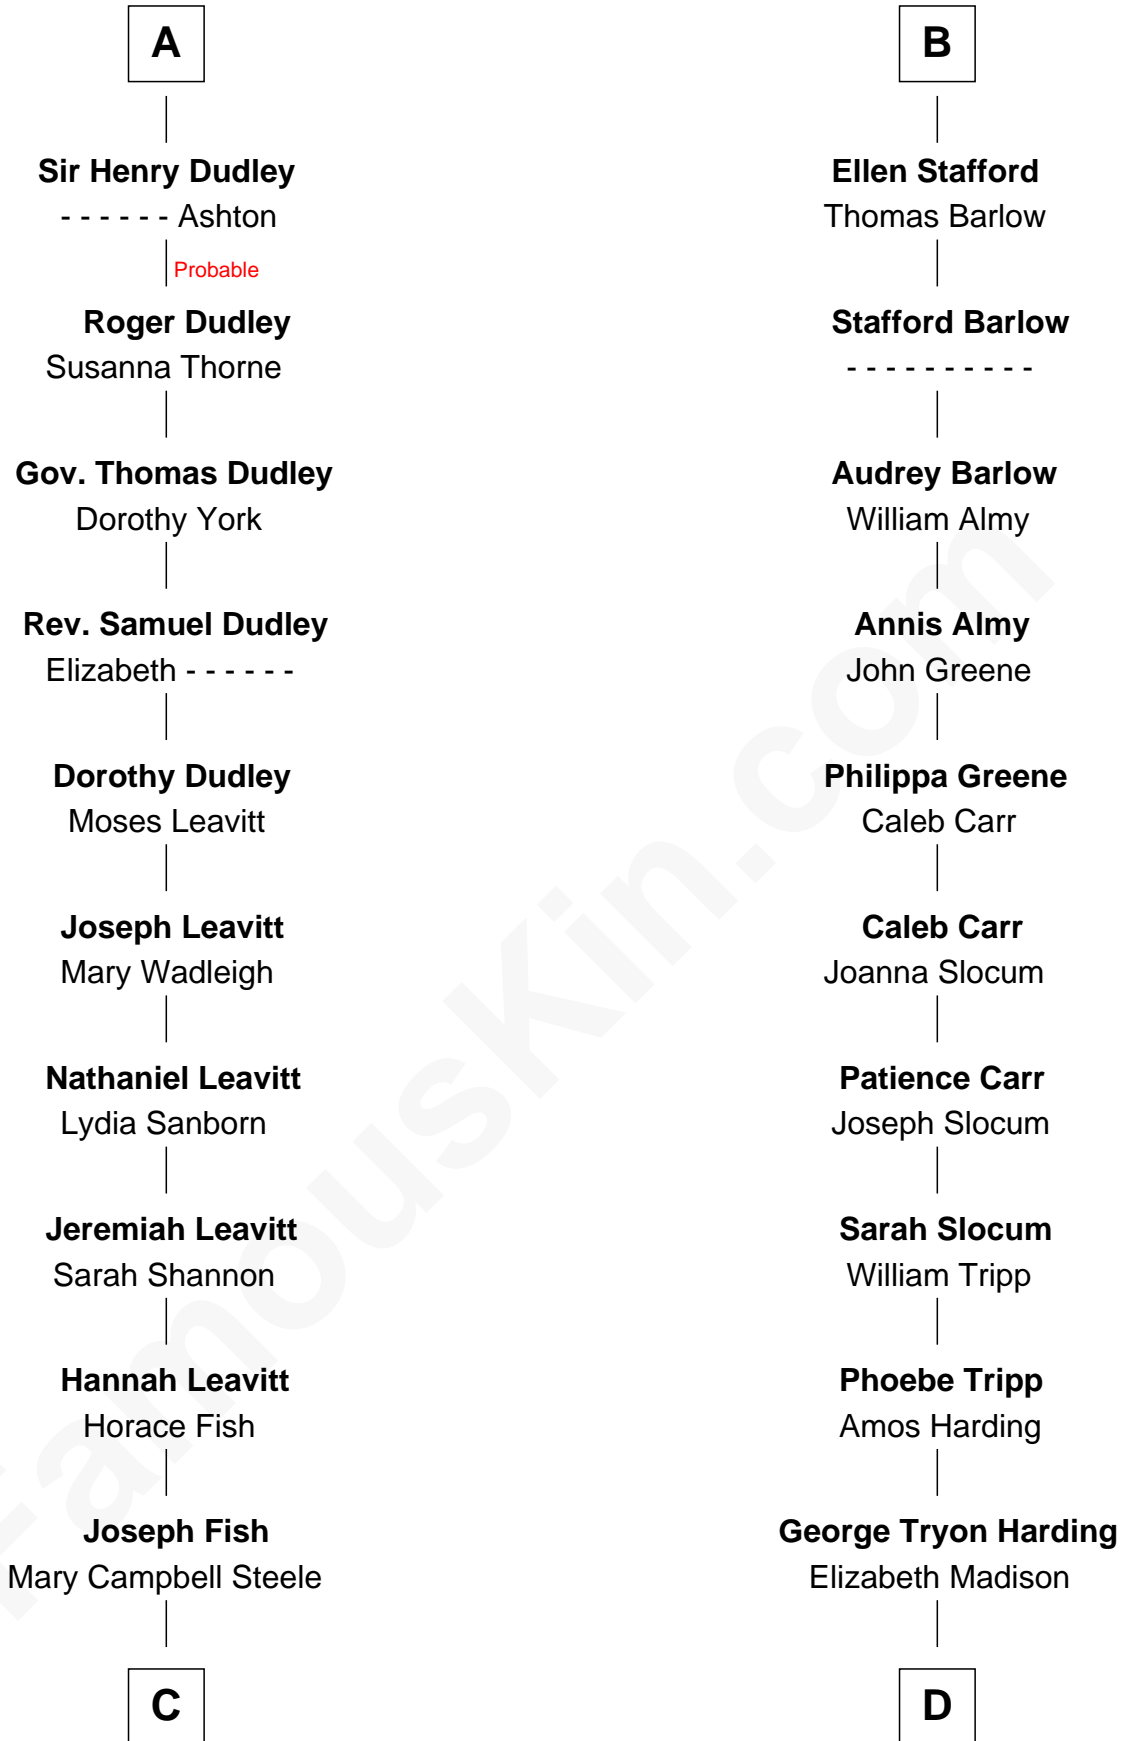 A
Sir Henry Dudley
- - - - - - Ashton
Probable
Roger Dudley
Susanna Thorne
Gov. Thomas Dudley
Dorothy York
Rev. Samuel Dudley
Elizabeth - - - - - -
Dorothy Dudley
Moses Leavitt
Joseph Leavitt
Mary Wadleigh
Nathaniel Leavitt
Lydia Sanborn
Jeremiah Leavitt
Sarah Shannon
Hannah Leavitt
Horace Fish
Joseph Fish
Mary Campbell Steele
C
B
Ellen Stafford
Thomas Barlow
Stafford Barlow
- - - - - - - - - -
Audrey Barlow
William Almy
Annis Almy
John Greene
Philippa Greene
Caleb Carr
Caleb Carr
Joanna Slocum
Patience Carr
Joseph Slocum
Sarah Slocum
William Tripp
Phoebe Tripp
Amos Harding
George Tryon Harding
Elizabeth Madison
D
FamousKin.com